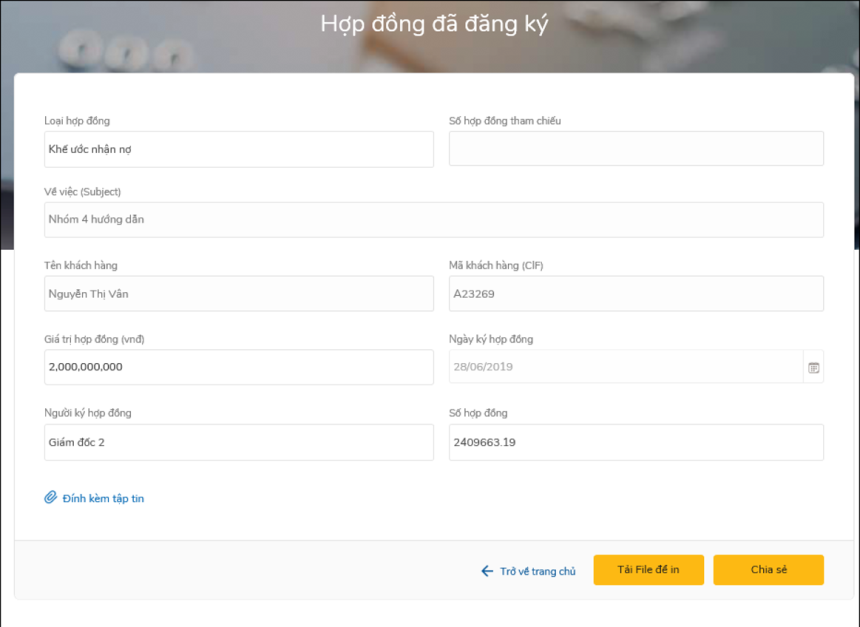 Hợp đồng đã đăng ký
Loại hợp đồng
Số hợp đồng tham chiếu
Khế ước nhận nợ
Về việc (Subject)
Nhóm 4 hướng dẫn
Tên khách hàng
Mã khách hàng (CIF)
Nguyễn Thị Vân
A23269
Giá trị hợp đồng (vnđ)
Ngày ký hợp đồng
2,000,000,000
28/06/2019
Người ký hợp đồng
Số hợp đồng
Giám đốc 2
2409663.19
Đính kèm tập tin
Trở về trang chủ
Tải File để in
Chia sẻ